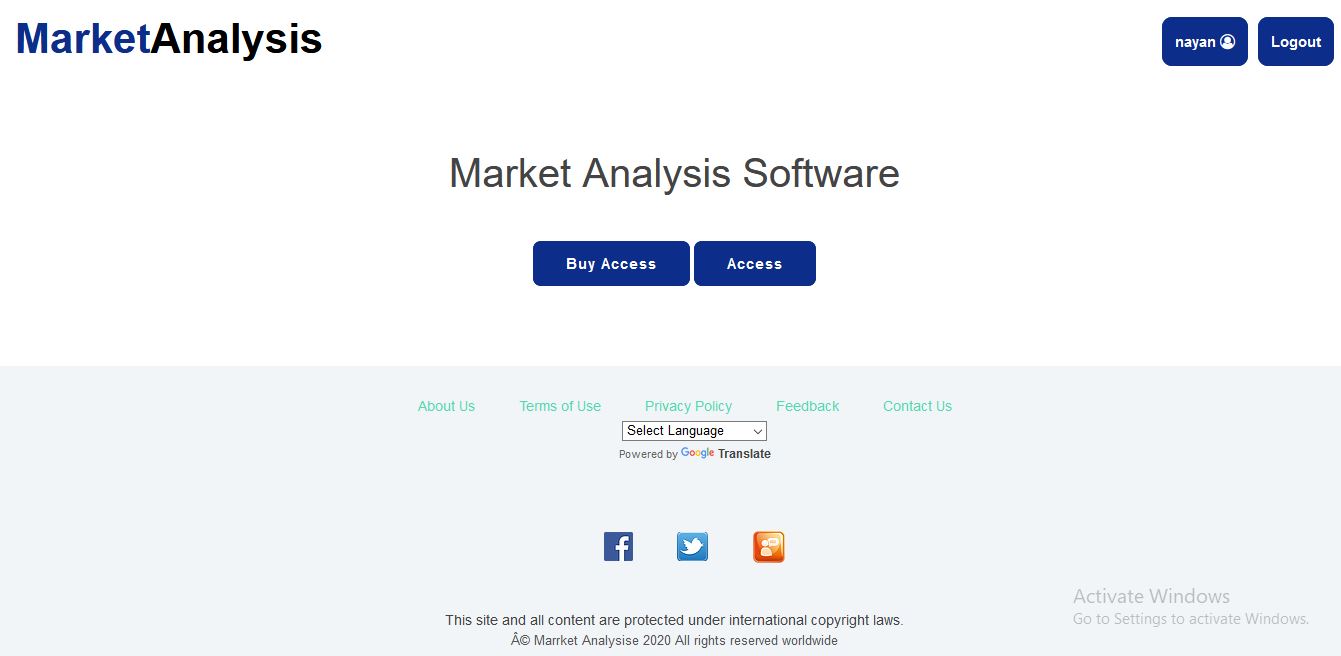 MarketAnalysis
nayan
Logout
Market Analysis Software
Buy Access
Access
About Us
Terms of Use
Privacy Policy
Feedback
Contact Us
Select Language
Powered by Google Translate
Activate Windows
Go to Settings to activate Windows.
This site and all content are protected under international copyright laws.
Â© Marrket Analysise 2020 All rights reserved worldwide